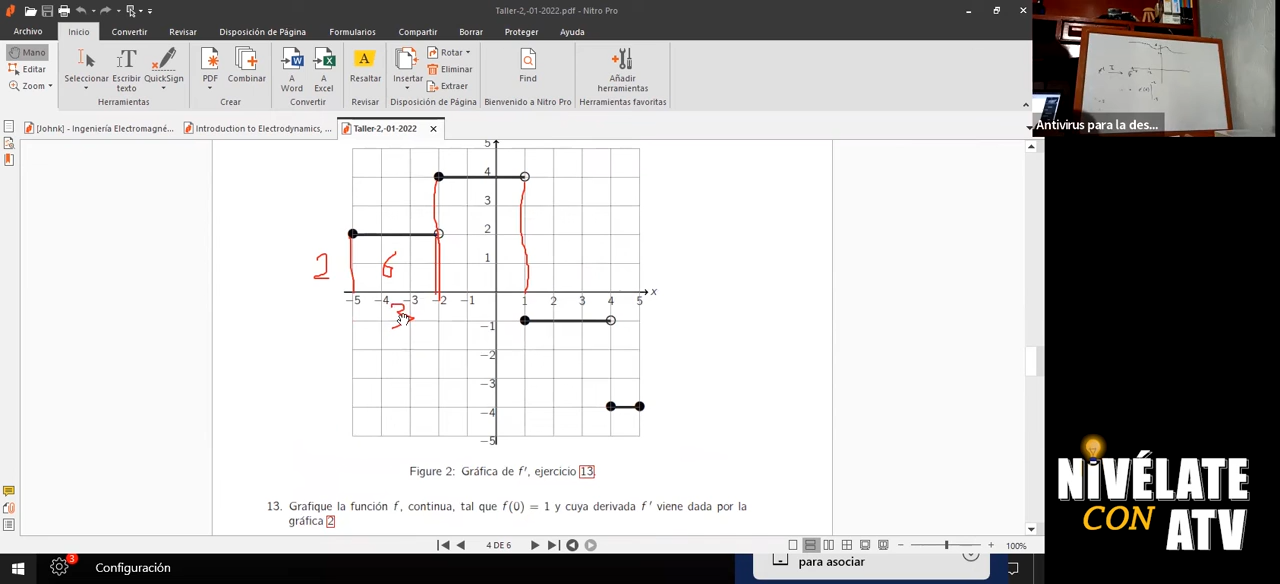 Taller-2,-01-2022.pdf - Nitro Pro
Archivo Inicio Convertir Revisar Disposición de Página Formularios Compartir Borrar Proteger Ayuda
Mano
Editar
Zoom
Seleccionar
Escribir texto
QuickSign
Herramientas
PDF
Combinar
Crear
A Word
A Excel
Convertir
Resaltar
Revisar
Insertar
Rotar
Eliminar
Extraer
Disposición de Página
Find
Bienvenido a Nitro Pro
Añadir herramientas
Herramientas favoritas
Antivirus para la des...
[Johnk] - Ingeniería Electromagné... Introduction to Electrodynamics, ... Taller-2,-01-2022
5
4
3
2
1
2 6
-5 -4 -3 -2 -1 1 2 3 4 5 x
3
-1
-2
-3
-4
-5
Figure 2: Gráfica de f′, ejercicio 13.
13. Grafique la función f, continua, tal que f(0) = 1 y cuya derivada f′ viene dada por la
gráfica 2
NIVÉLATE
CON ATV
4 DE 6
100%
3
Configuración
para asociar